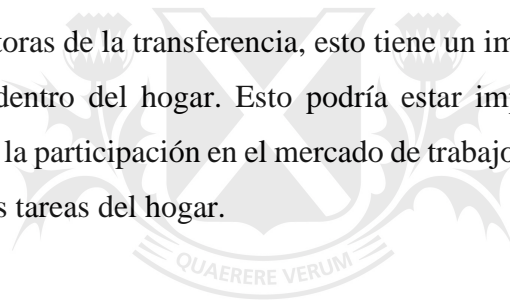 toras de la transferencia, esto tiene un im
dentro del hogar. Esto podría estar imp
la participación en el mercado de trabajo
s tareas del hogar.
QUAERERE VERUM